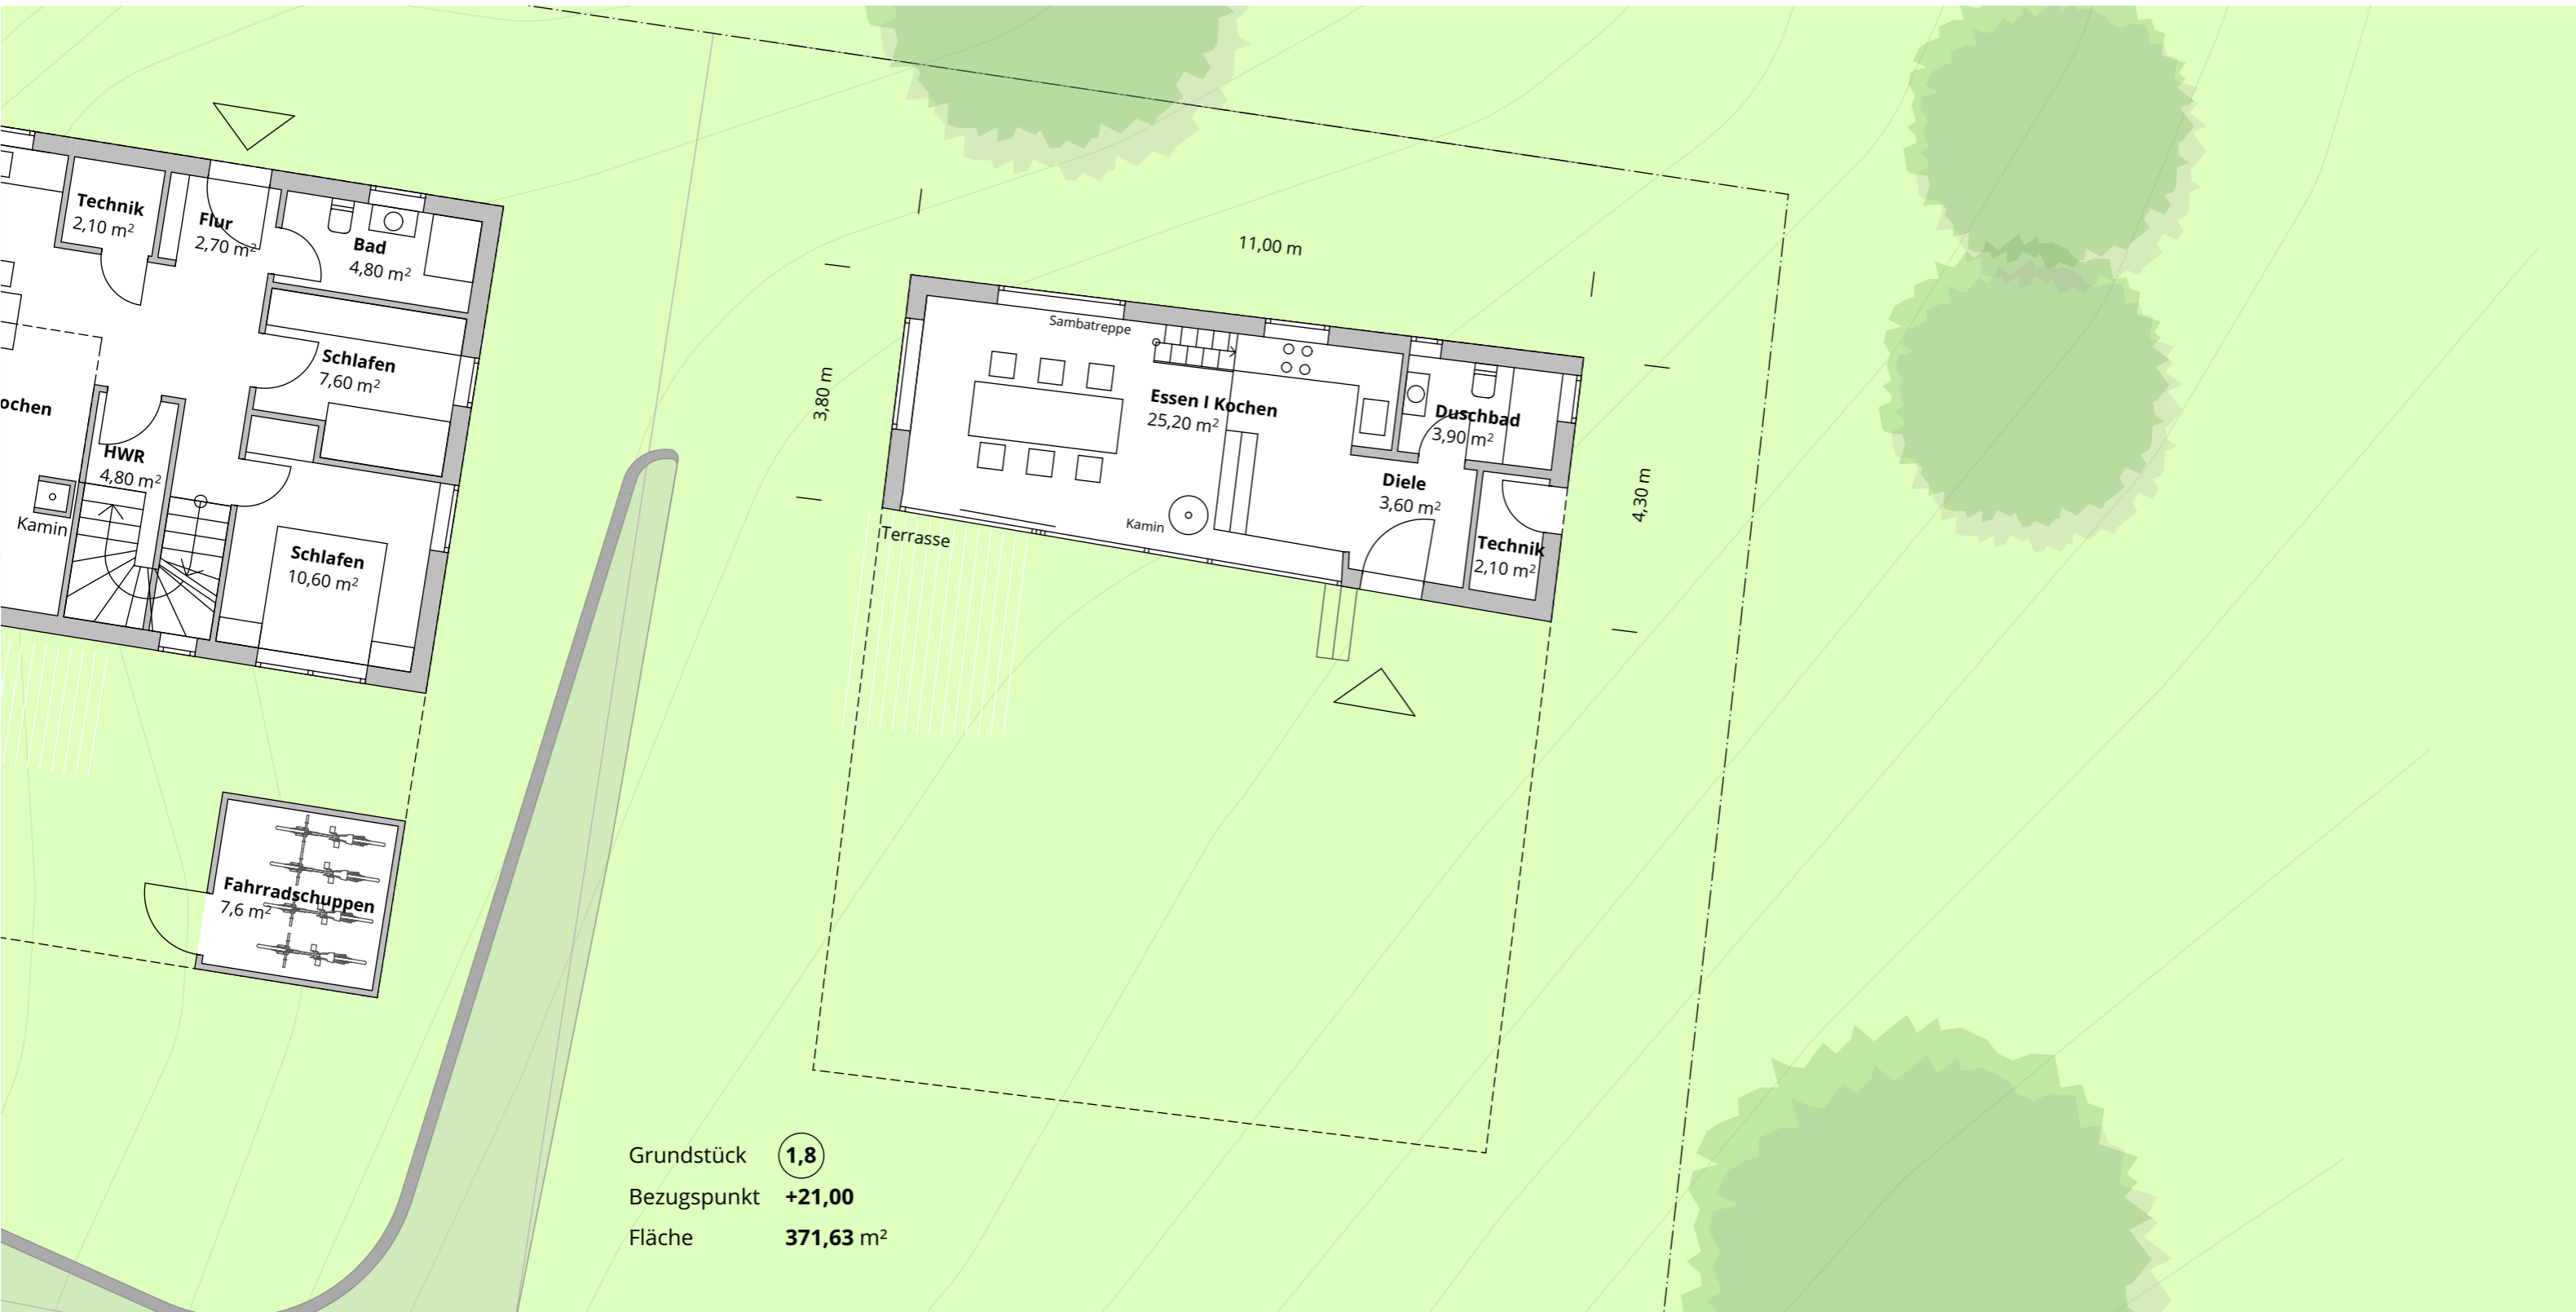 Technik
2,10 m²
Flur
2,70 m²
Bad
4,80 m²
Schlafen
7,60 m²
ochen
HWR
4,80 m²
Kamin
Schlafen
10,60 m²
Fahrradschuppen
7,6 m²
11,00 m
3,80 m
Sambatreppe
Essen I Kochen
25,20 m²
Duschbad
3,90 m²
Diele
3,60 m²
Kamin
Technik
2,10 m²
4,30 m
Terrasse
Grundstück 1,8
Bezugspunkt +21,00
Fläche 371,63 m²